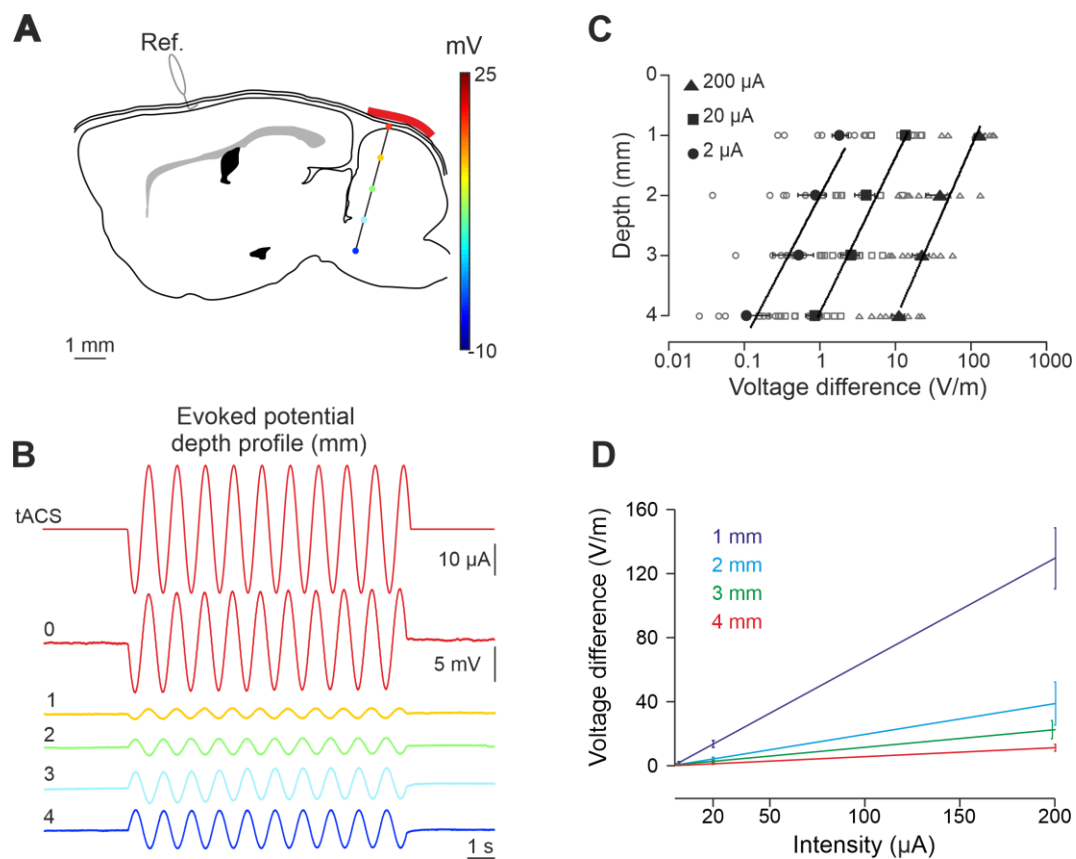 A
Ref.
mV
25
-10
1 mm
B
Evoked potential
depth profile (mm)
tACS
10 µA
0
5 mV
1
2
3
4
1 s
C
200 µA
20 µA
2 µA
Depth (mm)
0
1
2
3
4
0.01 0.1 1 10 100 1000
Voltage difference (V/m)
D
Voltage difference (V/m)
160
120
80
40
0
1 mm
2 mm
3 mm
4 mm
20 50 100 150 200
Intensity (µA)